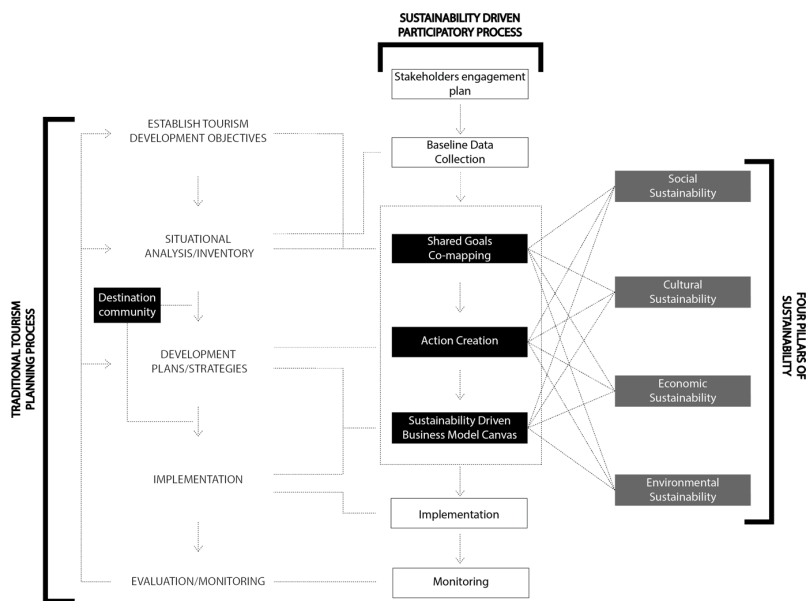 SUSTAINABILITY DRIVEN
PARTICIPATORY PROCESS
Stakeholders engagement
plan
ESTABLISH TOURISM
DEVELOPMENT OBJECTIVES
Baseline Data
Collection
Social
Sustainability
SITUATIONAL
ANALYSIS/INVENTORY
Shared Goals
Co-mapping
Cultural
Sustainability
Destination
community
DEVELOPMENT
PLANS/STRATEGIES
Action Creation
Economic
Sustainability
Sustainability Driven
Business Model Canvas
IMPLEMENTATION
Environmental
Sustainability
Implementation
EVALUATION/MONITORING
Monitoring
TRADITIONAL TOURISM
PLANNING PROCESS
FOUR PILLARS OF
SUSTAINABILITY